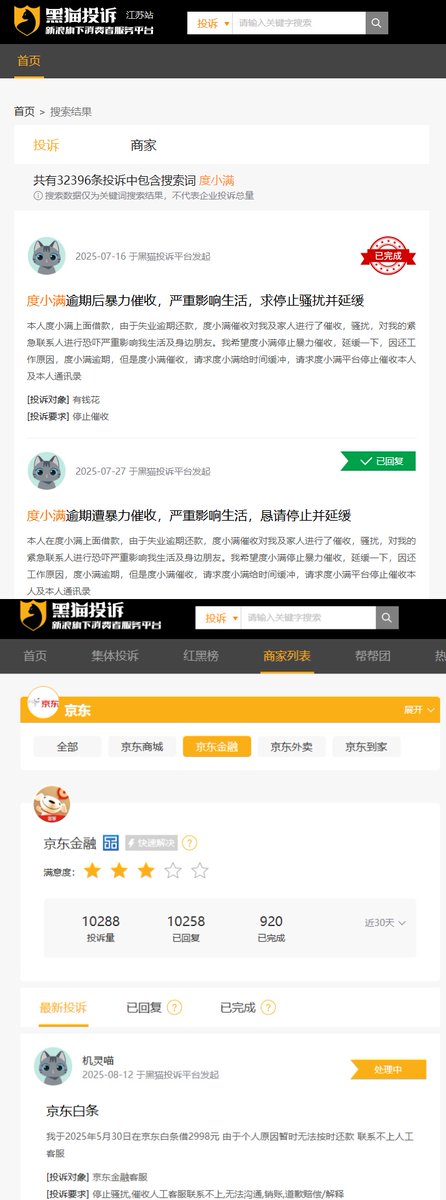 黑猫投诉 江苏站
新浪旗下消费者服务平台
投诉 请输入关键字搜索
首页
首页 > 搜索结果
投诉 商家
共有32396条投诉中包含搜索词 度小满
搜索数据仅为关键词搜索结果，不代表企业投诉总量
2025-07-16 于黑猫投诉平台发起
已完成
度小满逾期后暴力催收，严重影响生活，求停止骚扰并延缓
本人度小满上面借款，由于失业逾期还款，度小满催收对我及家人进行了催收，骚扰，对我的紧
急联系人进行恐吓严重影响我生活及身边朋友。我希望度小满停止暴力催收，延缓一下，因还工
作原因，度小满逾期，但是度小满催收，请求度小满给时间缓冲，请求度小满平台停止催收本人
及本人通讯录
[投诉对象] 有钱花
[投诉要求] 停止催收
2025-07-27 于黑猫投诉平台发起
已回复
度小满逾期遭暴力催收，严重影响生活，恳请停止并延缓
本人在度小满上面借款，由于失业逾期还款，度小满催收对我及家人进行了催收，骚扰，对我的
紧急联系人进行恐吓严重影响我生活及身边朋友。我希望度小满停止暴力催收，延缓一下，因还
工作原因，度小满逾期，但是度小满催收，请求度小满给时间缓冲，请求度小满平台停止催收本
人及本人通讯录
黑猫投诉
新浪旗下消费者服务平台
投诉 请输入关键字搜索
首页 集体投诉 红黑榜 商家列表 帮帮团 热
京东 京东 展开
全部 京东商城 京东金融 京东外卖 京东到家
京东金融 快速解决 ?
满意度：
10288 10258 920 近30天
投诉量 已回复 已完成
最新投诉 已回复 ? 已完成 ?
机灵喵
2025-08-12 于黑猫投诉平台发起
处理中
京东白条
我于2025年5月30日在京东白条借2998元 由于个人原因暂时无法按时还款 联系不上人工
客服
[投诉对象] 京东金融客服
[投诉要求] 停止骚扰,催收人工客服联系不上,无法沟通,销账,道歉赔偿/解释